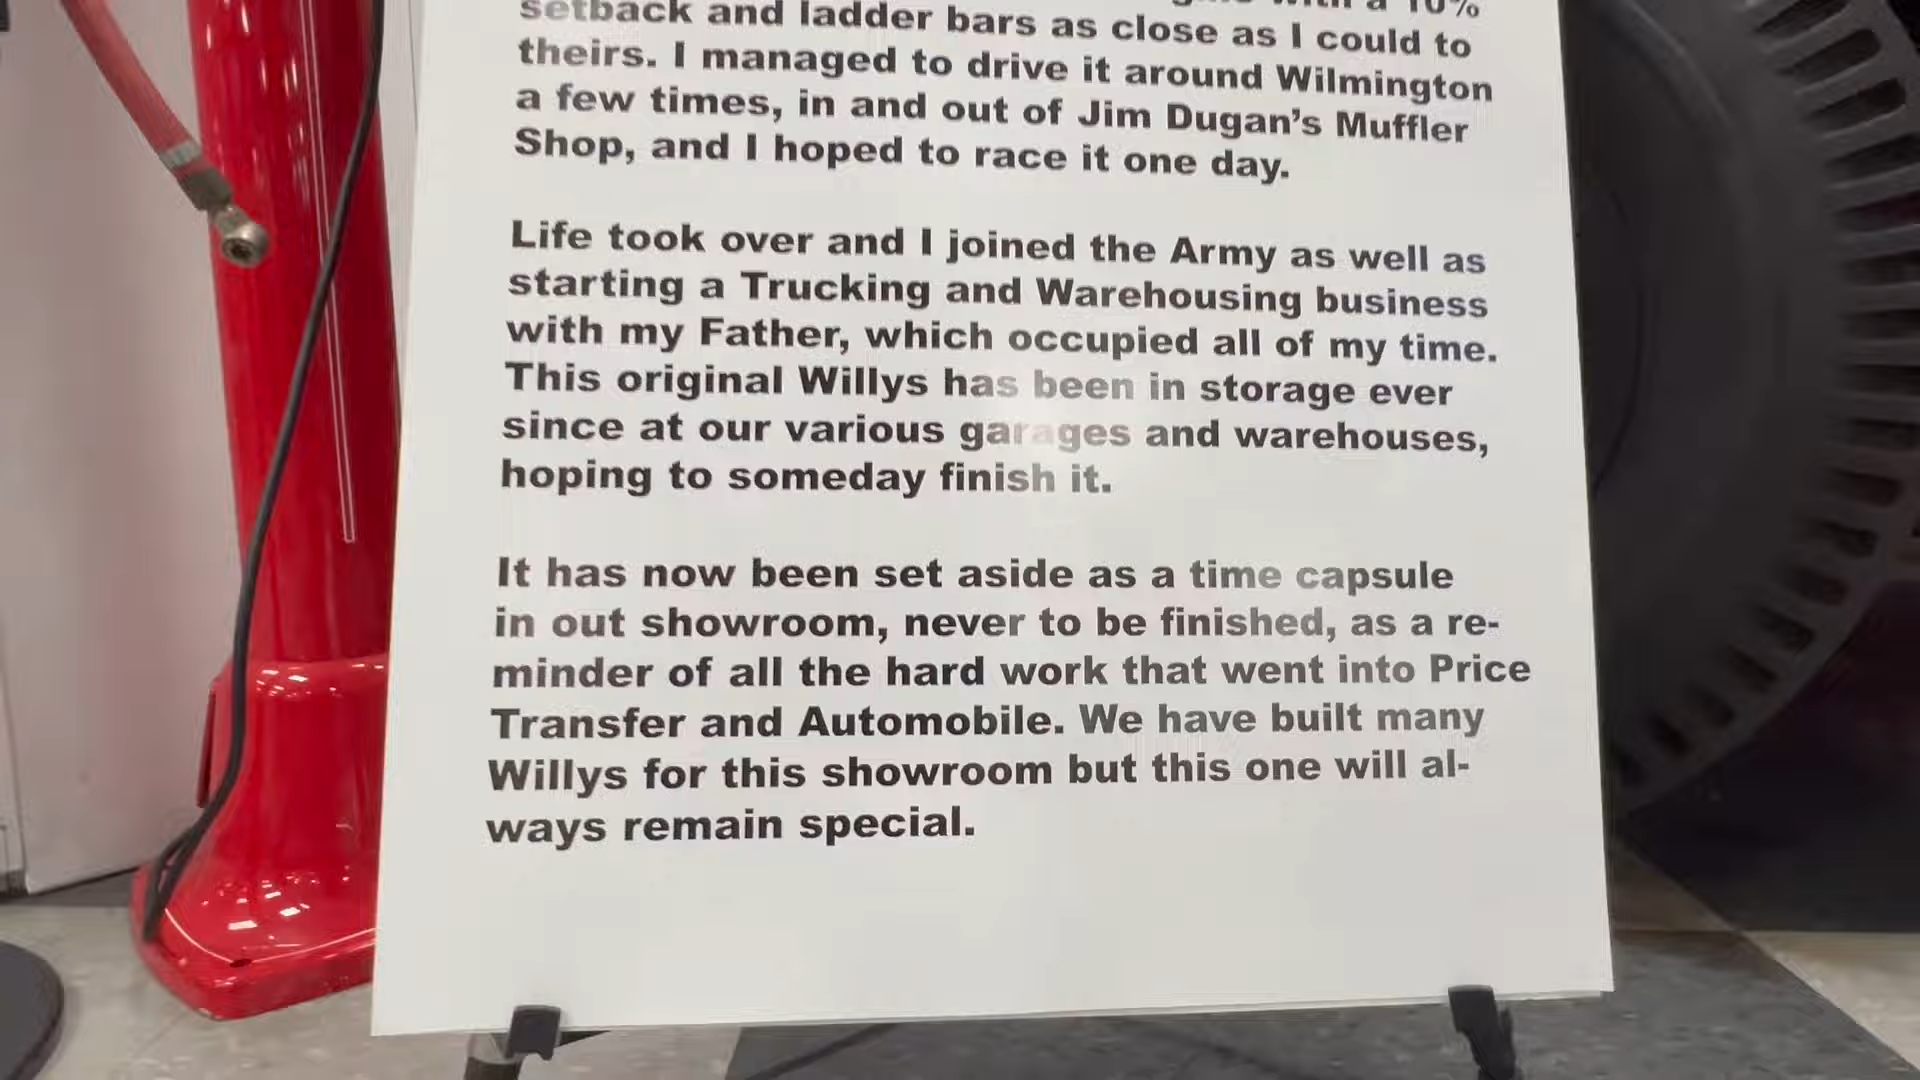 with a 10%
setback and ladder bars as close as I could to
theirs. I managed to drive it around Wilmington
a few times, in and out of Jim Dugan’s Muffler
Shop, and I hoped to race it one day.
Life took over and I joined the Army as well as
starting a Trucking and Warehousing business
with my Father, which occupied all of my time.
This original Willys has been in storage ever
since at our various garages and warehouses,
hoping to someday finish it.
It has now been set aside as a time capsule
in out showroom, never to be finished, as a re-
minder of all the hard work that went into Price
Transfer and Automobile. We have built many
Willys for this showroom but this one will al-
ways remain special.